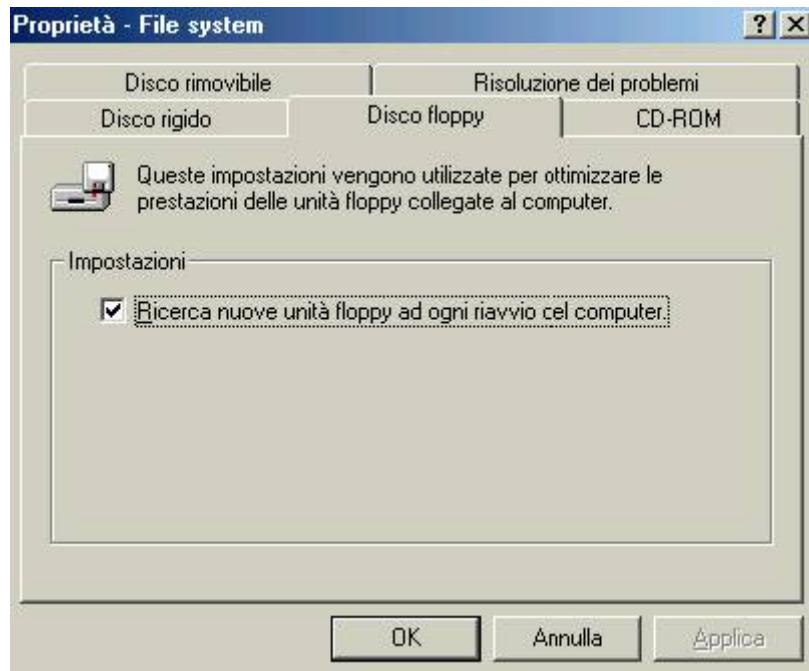 Proprietà - File system
Disco rimovibile
Risoluzione dei problemi
Disco rigido
Disco floppy
CD-ROM
Queste impostazioni vengono utilizzate per ottimizzare le
prestazioni delle unità floppy collegate al computer.
Impostazioni
Ricerca nuove unità floppy ad ogni riavvio cel computer.
OK
Annulla
Applica